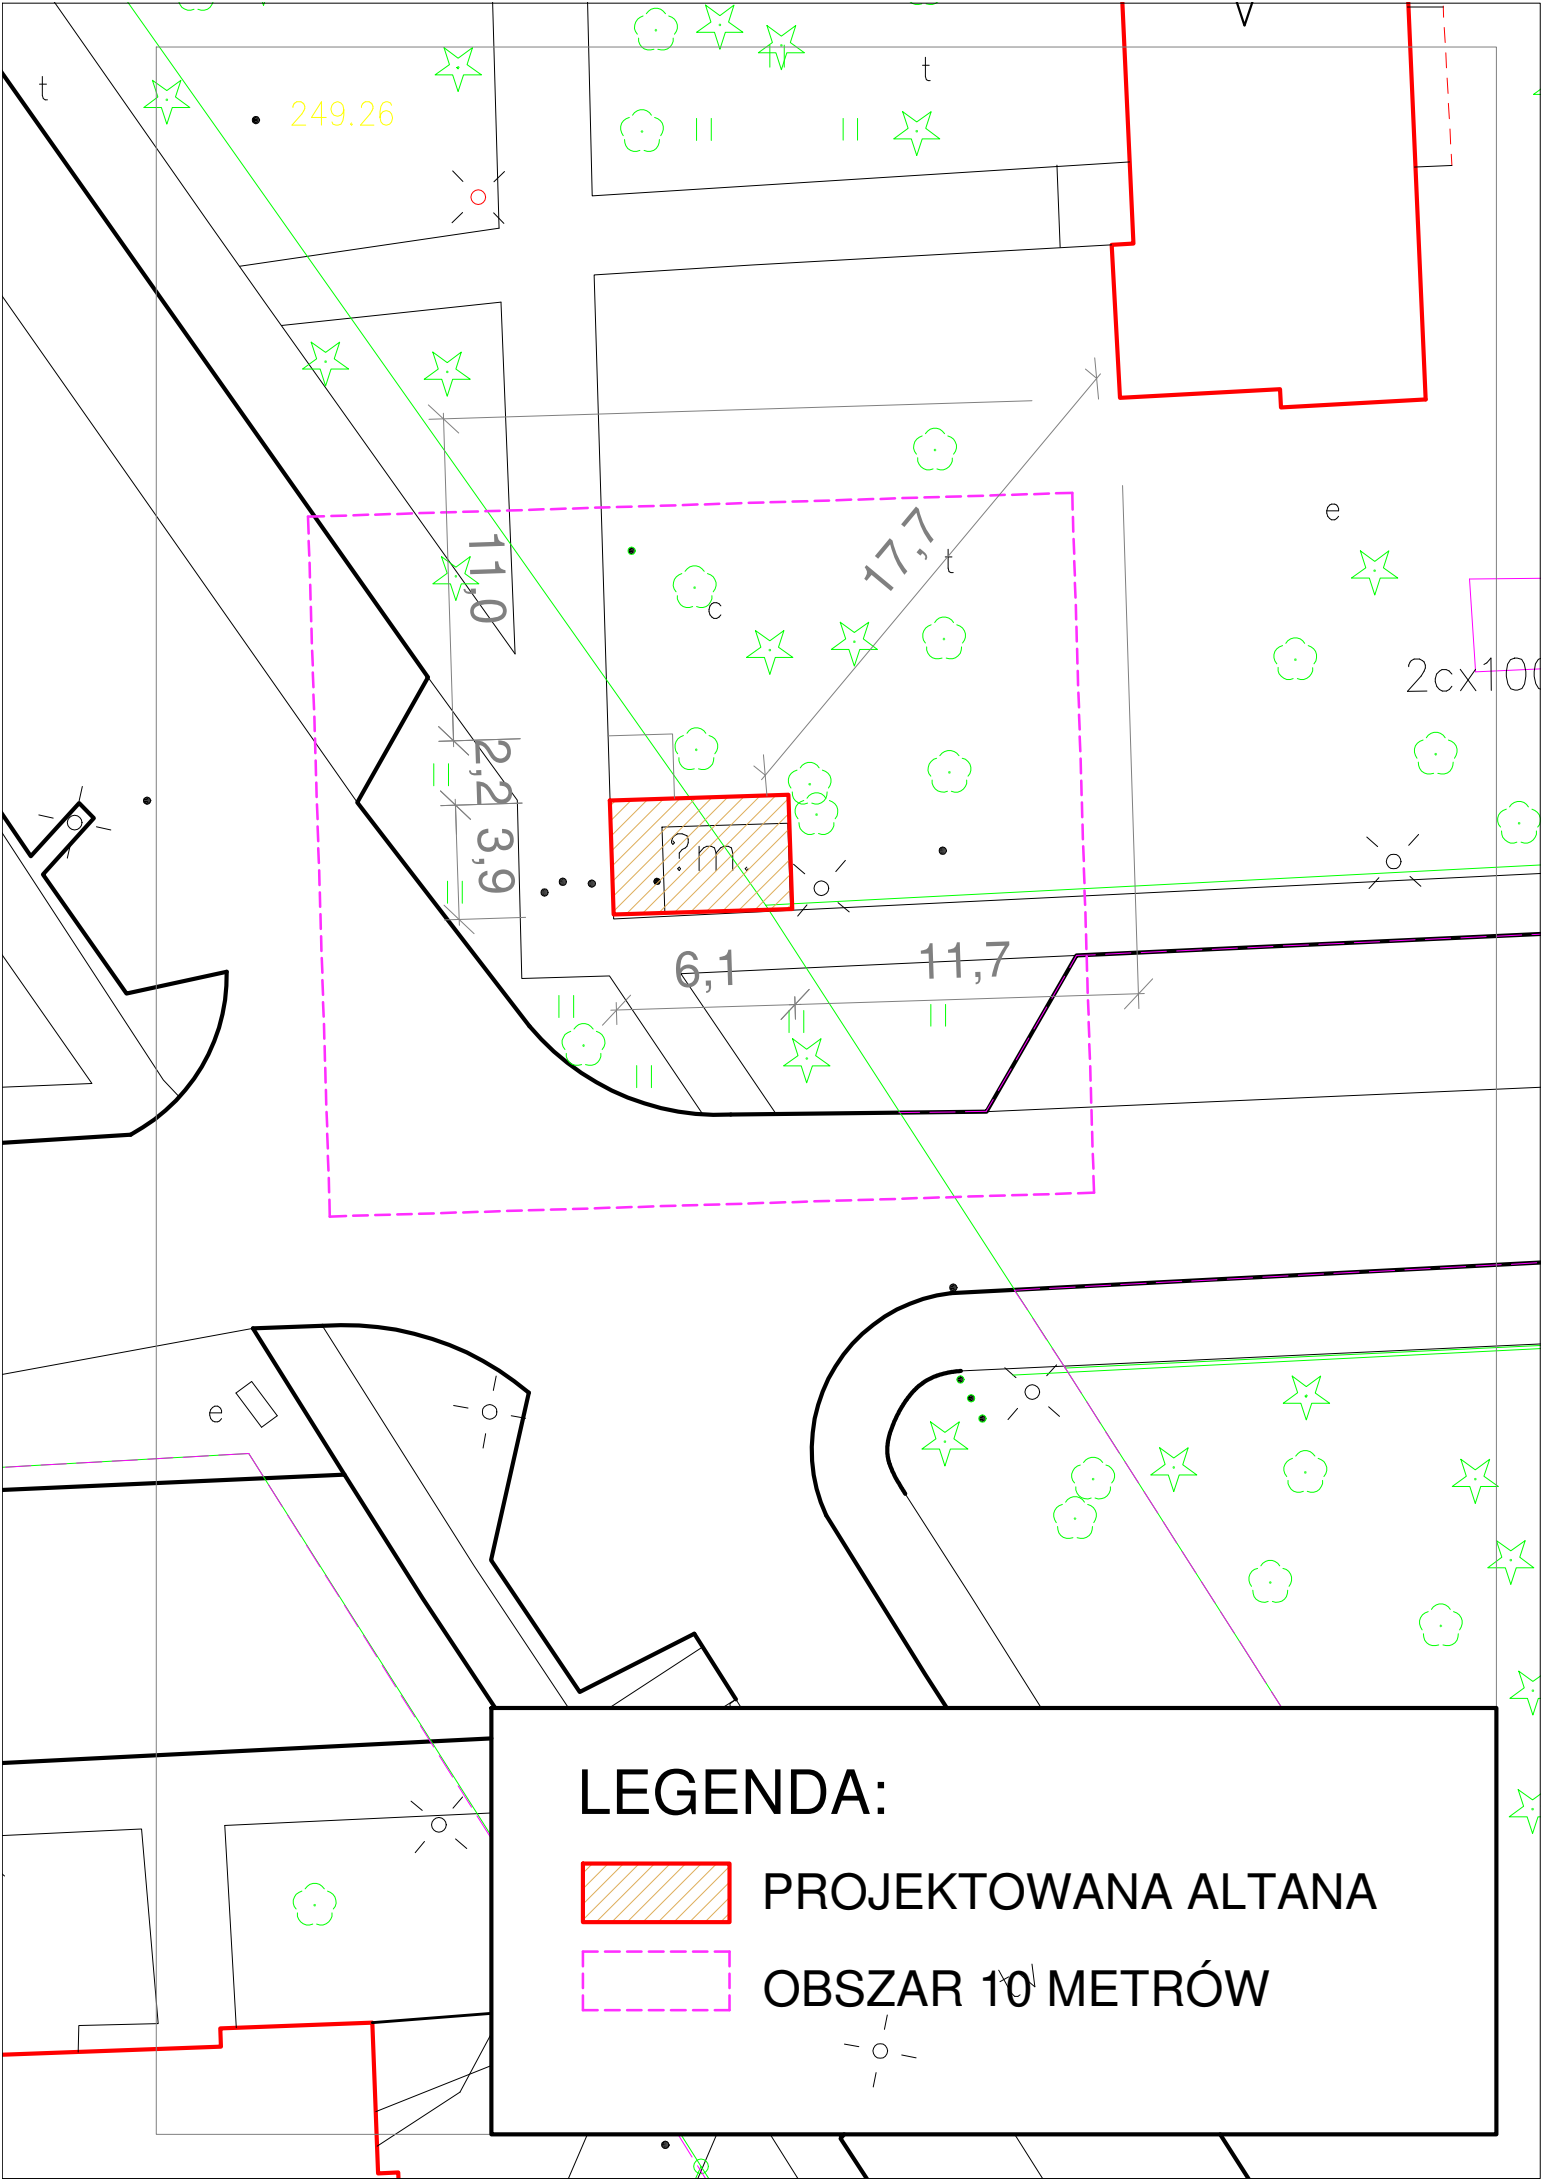 t
t
249.26
e
17,7
t
11,0
c
2cx100
2,2
3,9
?m.
6,1
11,7
e
LEGENDA:
PROJEKTOWANA ALTANA
OBSZAR 10 METRÓW